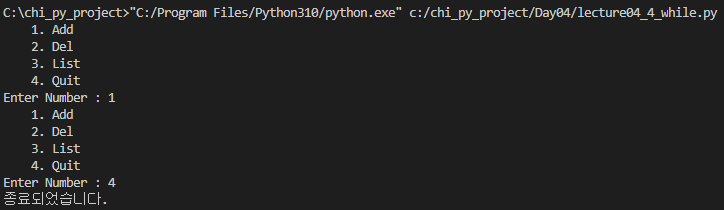 C:\chi_py_project>"C:/Program Files/Python310/python.exe" c:/chi_py_project/Day04/lecture04_4_while.py
    1. Add
    2. Del
    3. List
    4. Quit
Enter Number : 1
    1. Add
    2. Del
    3. List
    4. Quit
Enter Number : 4
종료되었습니다.